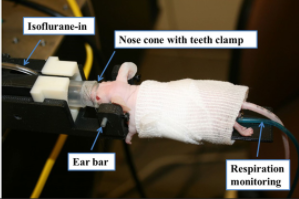 Isoflurane-in
Nose cone with teeth clamp
Ear bar
Respiration
monitoring